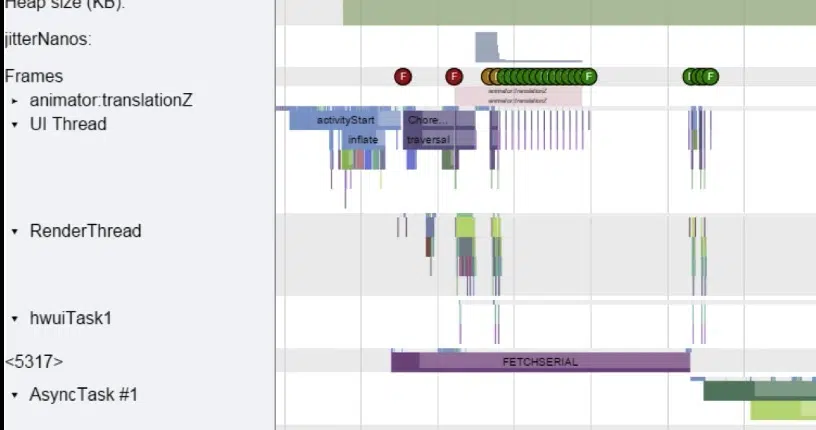 Heap size (KB):
jitterNanos:
Frames
F F F
animator:translationZ
animator:translationZ
animator:translationZ
UI Thread
activityStart Chore...
inflate traversal
RenderThread
hwuiTask1
<5317>
FETCHSERIAL
AsyncTask #1